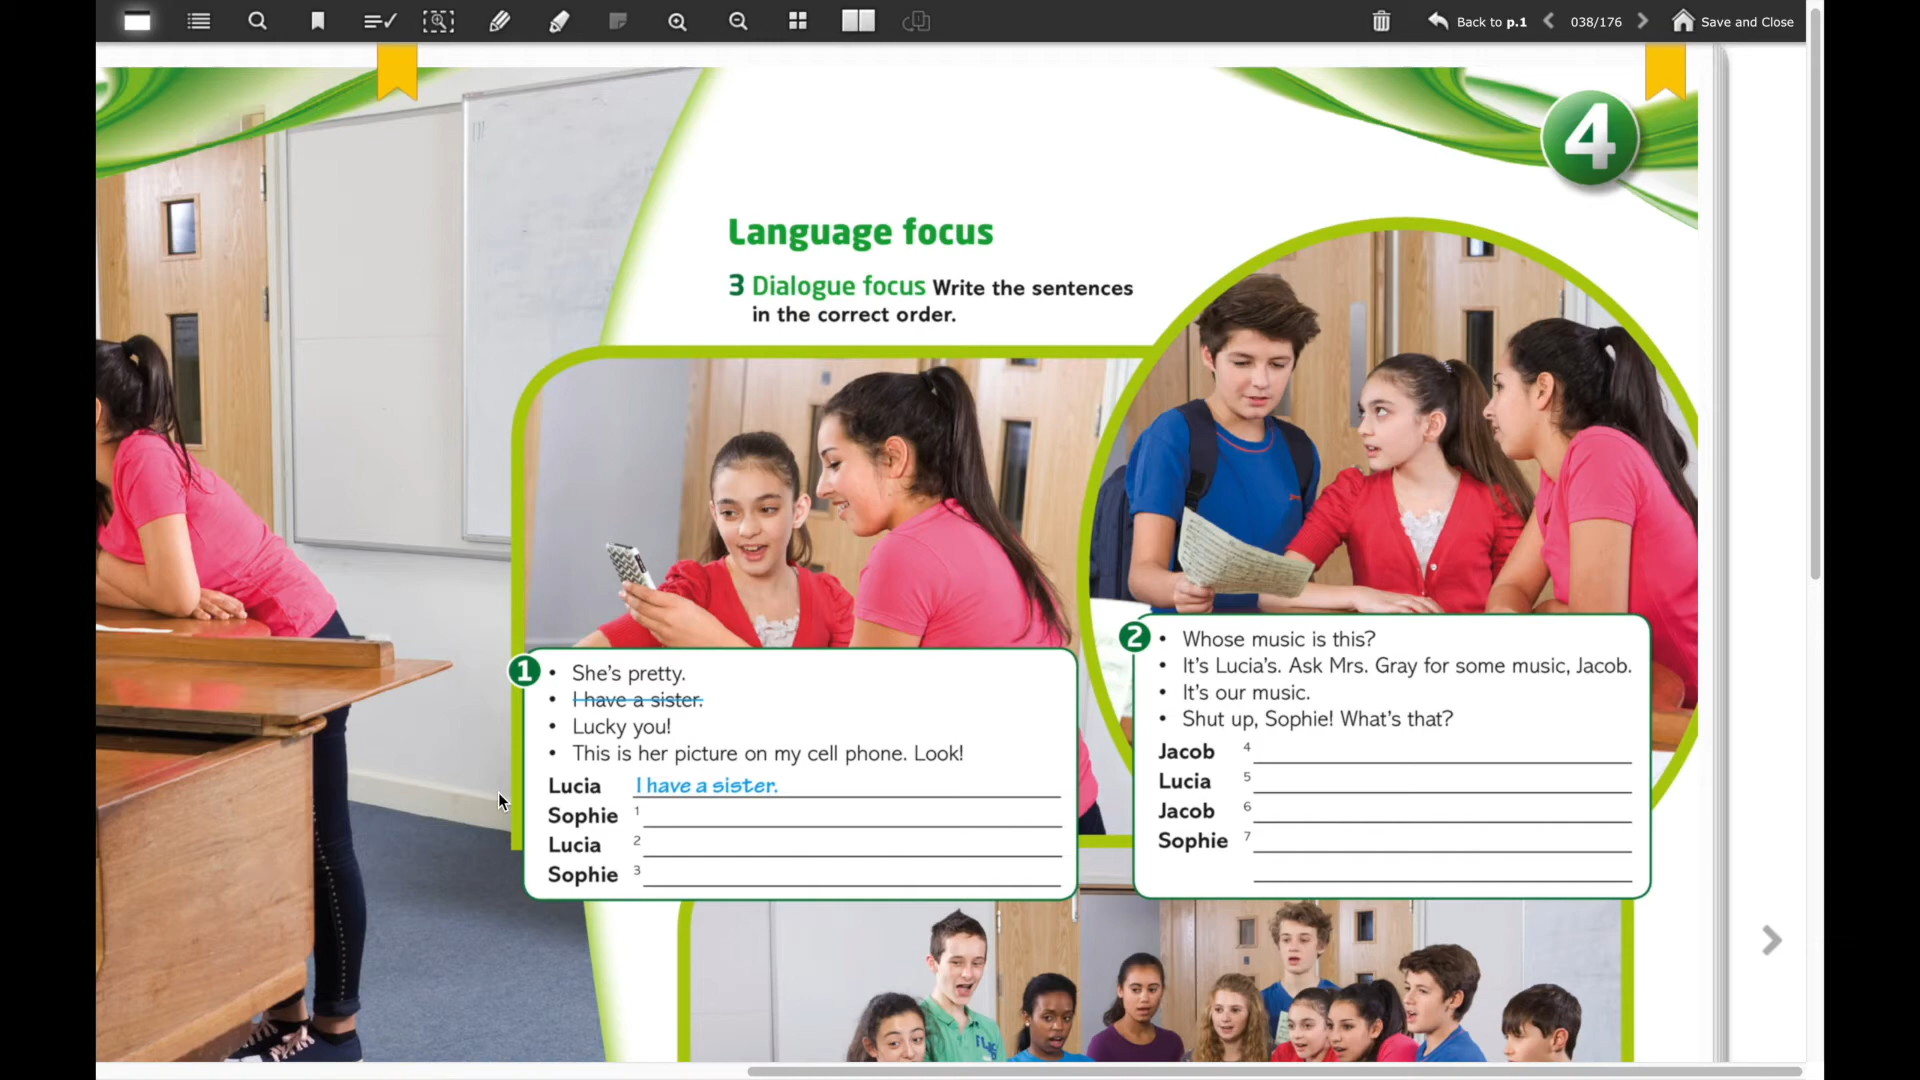 Back to p.1
038/176
Save and Close
4
Language focus
3 Dialogue focus Write the sentences
in the correct order.
1
• She's pretty.
• I have a sister.
• Lucky you!
• This is her picture on my cell phone. Look!
Lucia I have a sister.
Sophie 1
Lucia 2
Sophie 3
2
• Whose music is this?
• It's Lucia's. Ask Mrs. Gray for some music, Jacob.
• It's our music.
• Shut up, Sophie! What's that?
Jacob 4
Lucia 5
Jacob 6
Sophie 7